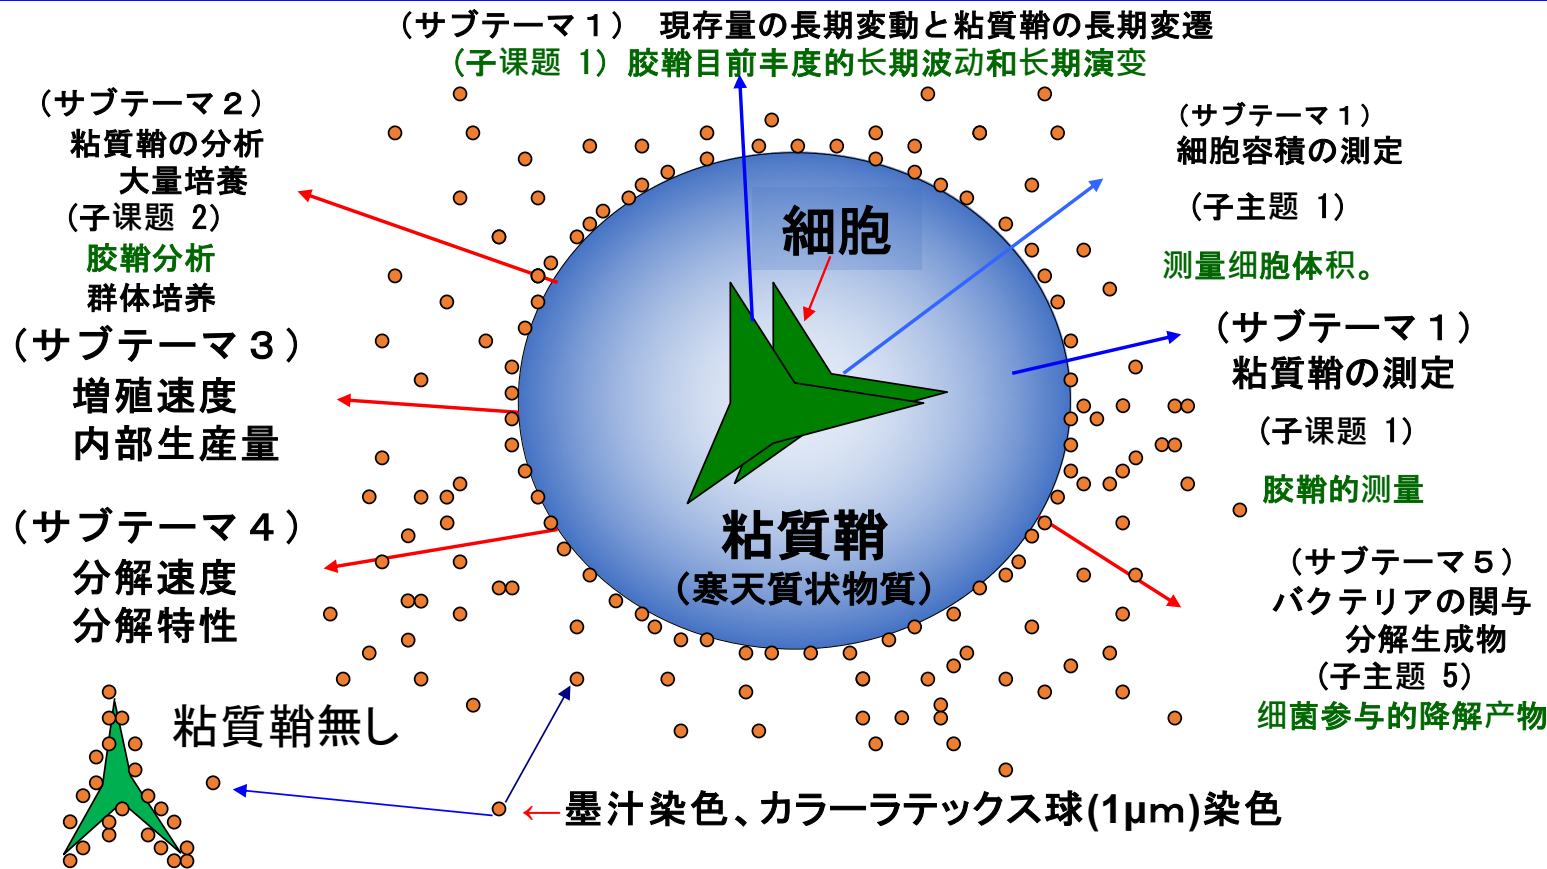 （サブテーマ１） 現存量の長期変動と粘質鞘の長期変遷
(子课题 1) 胶鞘目前丰度的长期波动和长期演变
（サブテーマ２）
粘質鞘の分析
大量培養
(子课题 2)
胶鞘分析
群体培养
（サブテーマ３）
増殖速度
内部生産量
（サブテーマ４）
分解速度
分解特性
細胞
粘質鞘
（寒天質状物質）
（サブテーマ１）
細胞容積の測定
(子主题 1)
测量细胞体积。
（サブテーマ１）
粘質鞘の測定
(子课题 1)
胶鞘的测量
（サブテーマ５）
バクテリアの関与
分解生成物
(子主题 5)
细菌参与的降解产物
粘質鞘無し
←墨汁染色、カラーラテックス球(1μｍ)染色